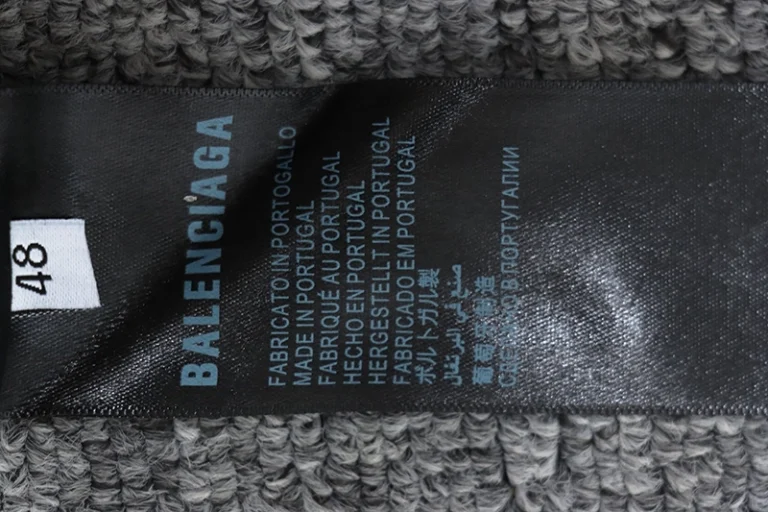 BALENCIAGA
FABRICATO IN PORTOGALLO
MADE IN PORTUGAL
FABRIQUÉ AU PORTUGAL
HECHO EN PORTUGAL
HERGESTELLT IN PORTUGAL
FABRICADO EM PORTUGAL
ポルトガル製
صنع في البرتغال
葡萄牙制造
СДЕЛАНО В ПОРТУГАЛИИ
48